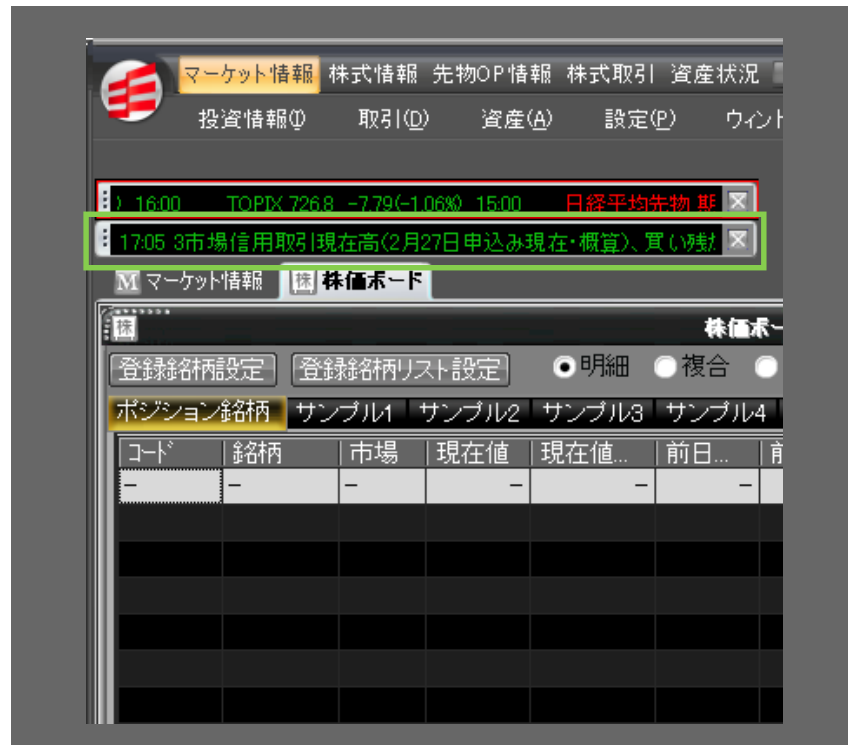 マーケット情報 株式情報 先物OP情報 株式取引 資産状況
投資情報(I) 取引(D) 資産(A) 設定(P) ウィント
) 16:00 TOPIX 726.8 -7.79(-1.06%) 15:00 日経平均先物 期
17:05 3市場信用取引現在高(2月27日申込み現在・概算)、買い残
M マーケット情報 株 株価ボード
株 株価ボー
登録銘柄設定 登録銘柄リスト設定 明細 複合
ポジション銘柄 サンプル1 サンプル2 サンプル3 サンプル4
コード 銘柄 市場 現在値 現在値... 前日... 前
- - - - - -